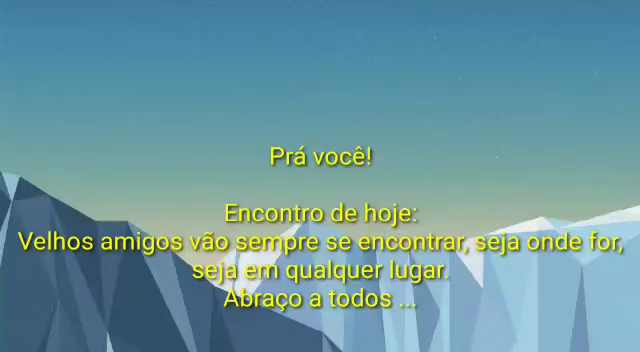 Prá você!
Encontro de hoje:
Velhos amigos vão sempre se encontrar, seja onde for,
seja em qualquer lugar.
Abraço a todos ...